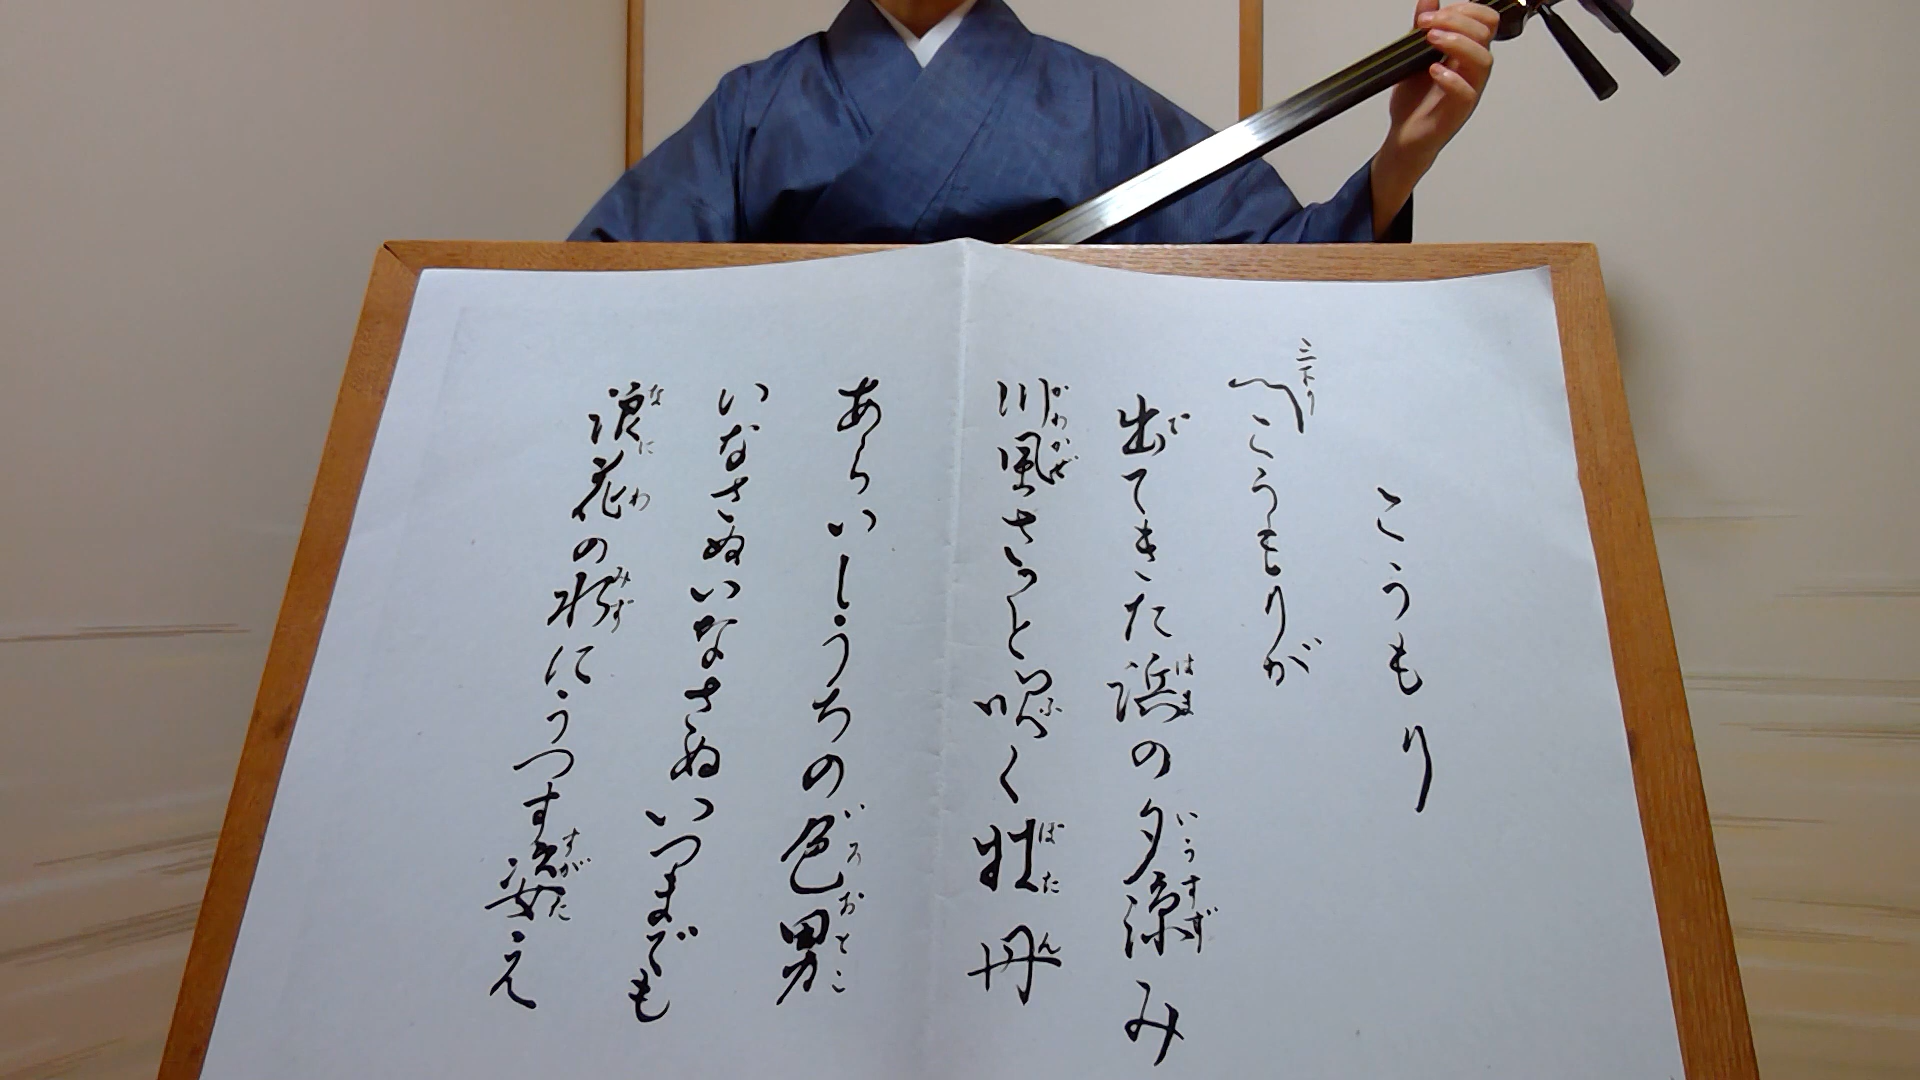 こうもり
三下り
〽こうもりが
出てきた浜の夕涼み
川風さっと吹く牡丹
あらいしうちの色男
いなさぬいなさぬいつまでも
浪花の水にうつす姿え